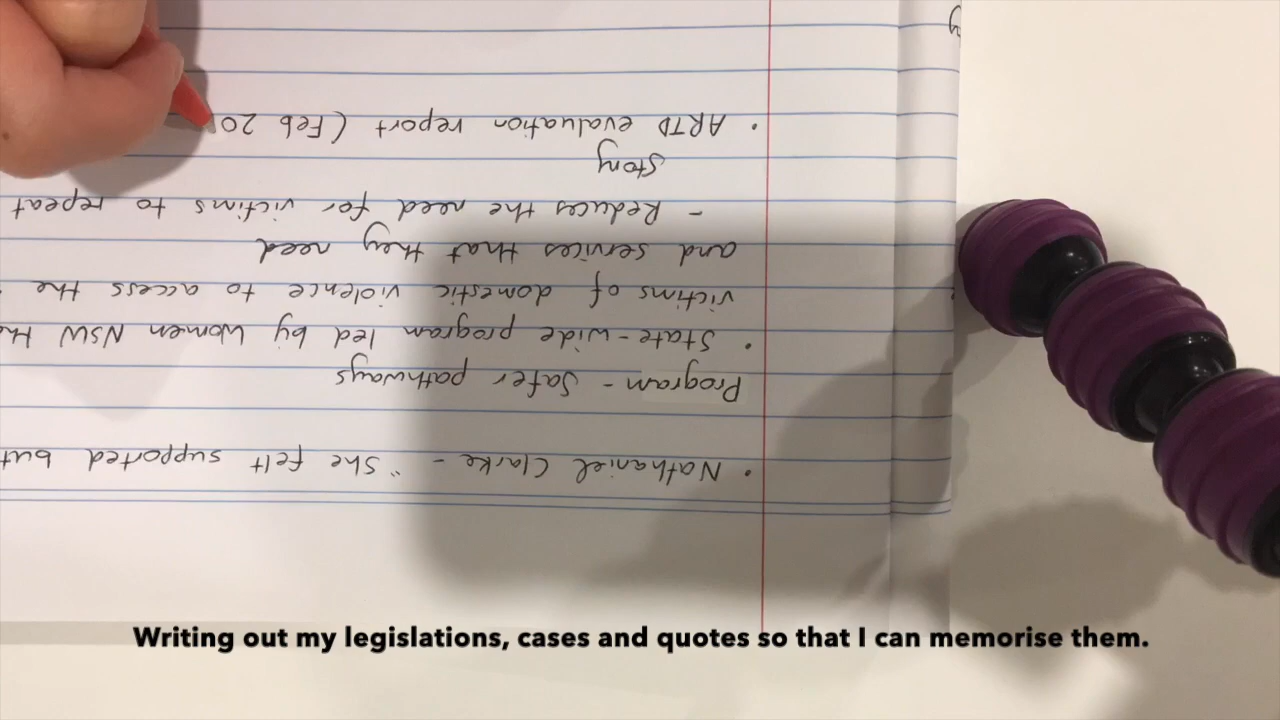 • Nathaniel Clarke - "She felt supported but
Program - Safer pathways
• State-wide program led by Women NSW
victims of domestic violence to access the
and services that they need
- Reduces the need for victims to repeat
story
• ARTD evaluation report (Feb 20
Writing out my legislations, cases and quotes so that I can memorise them.